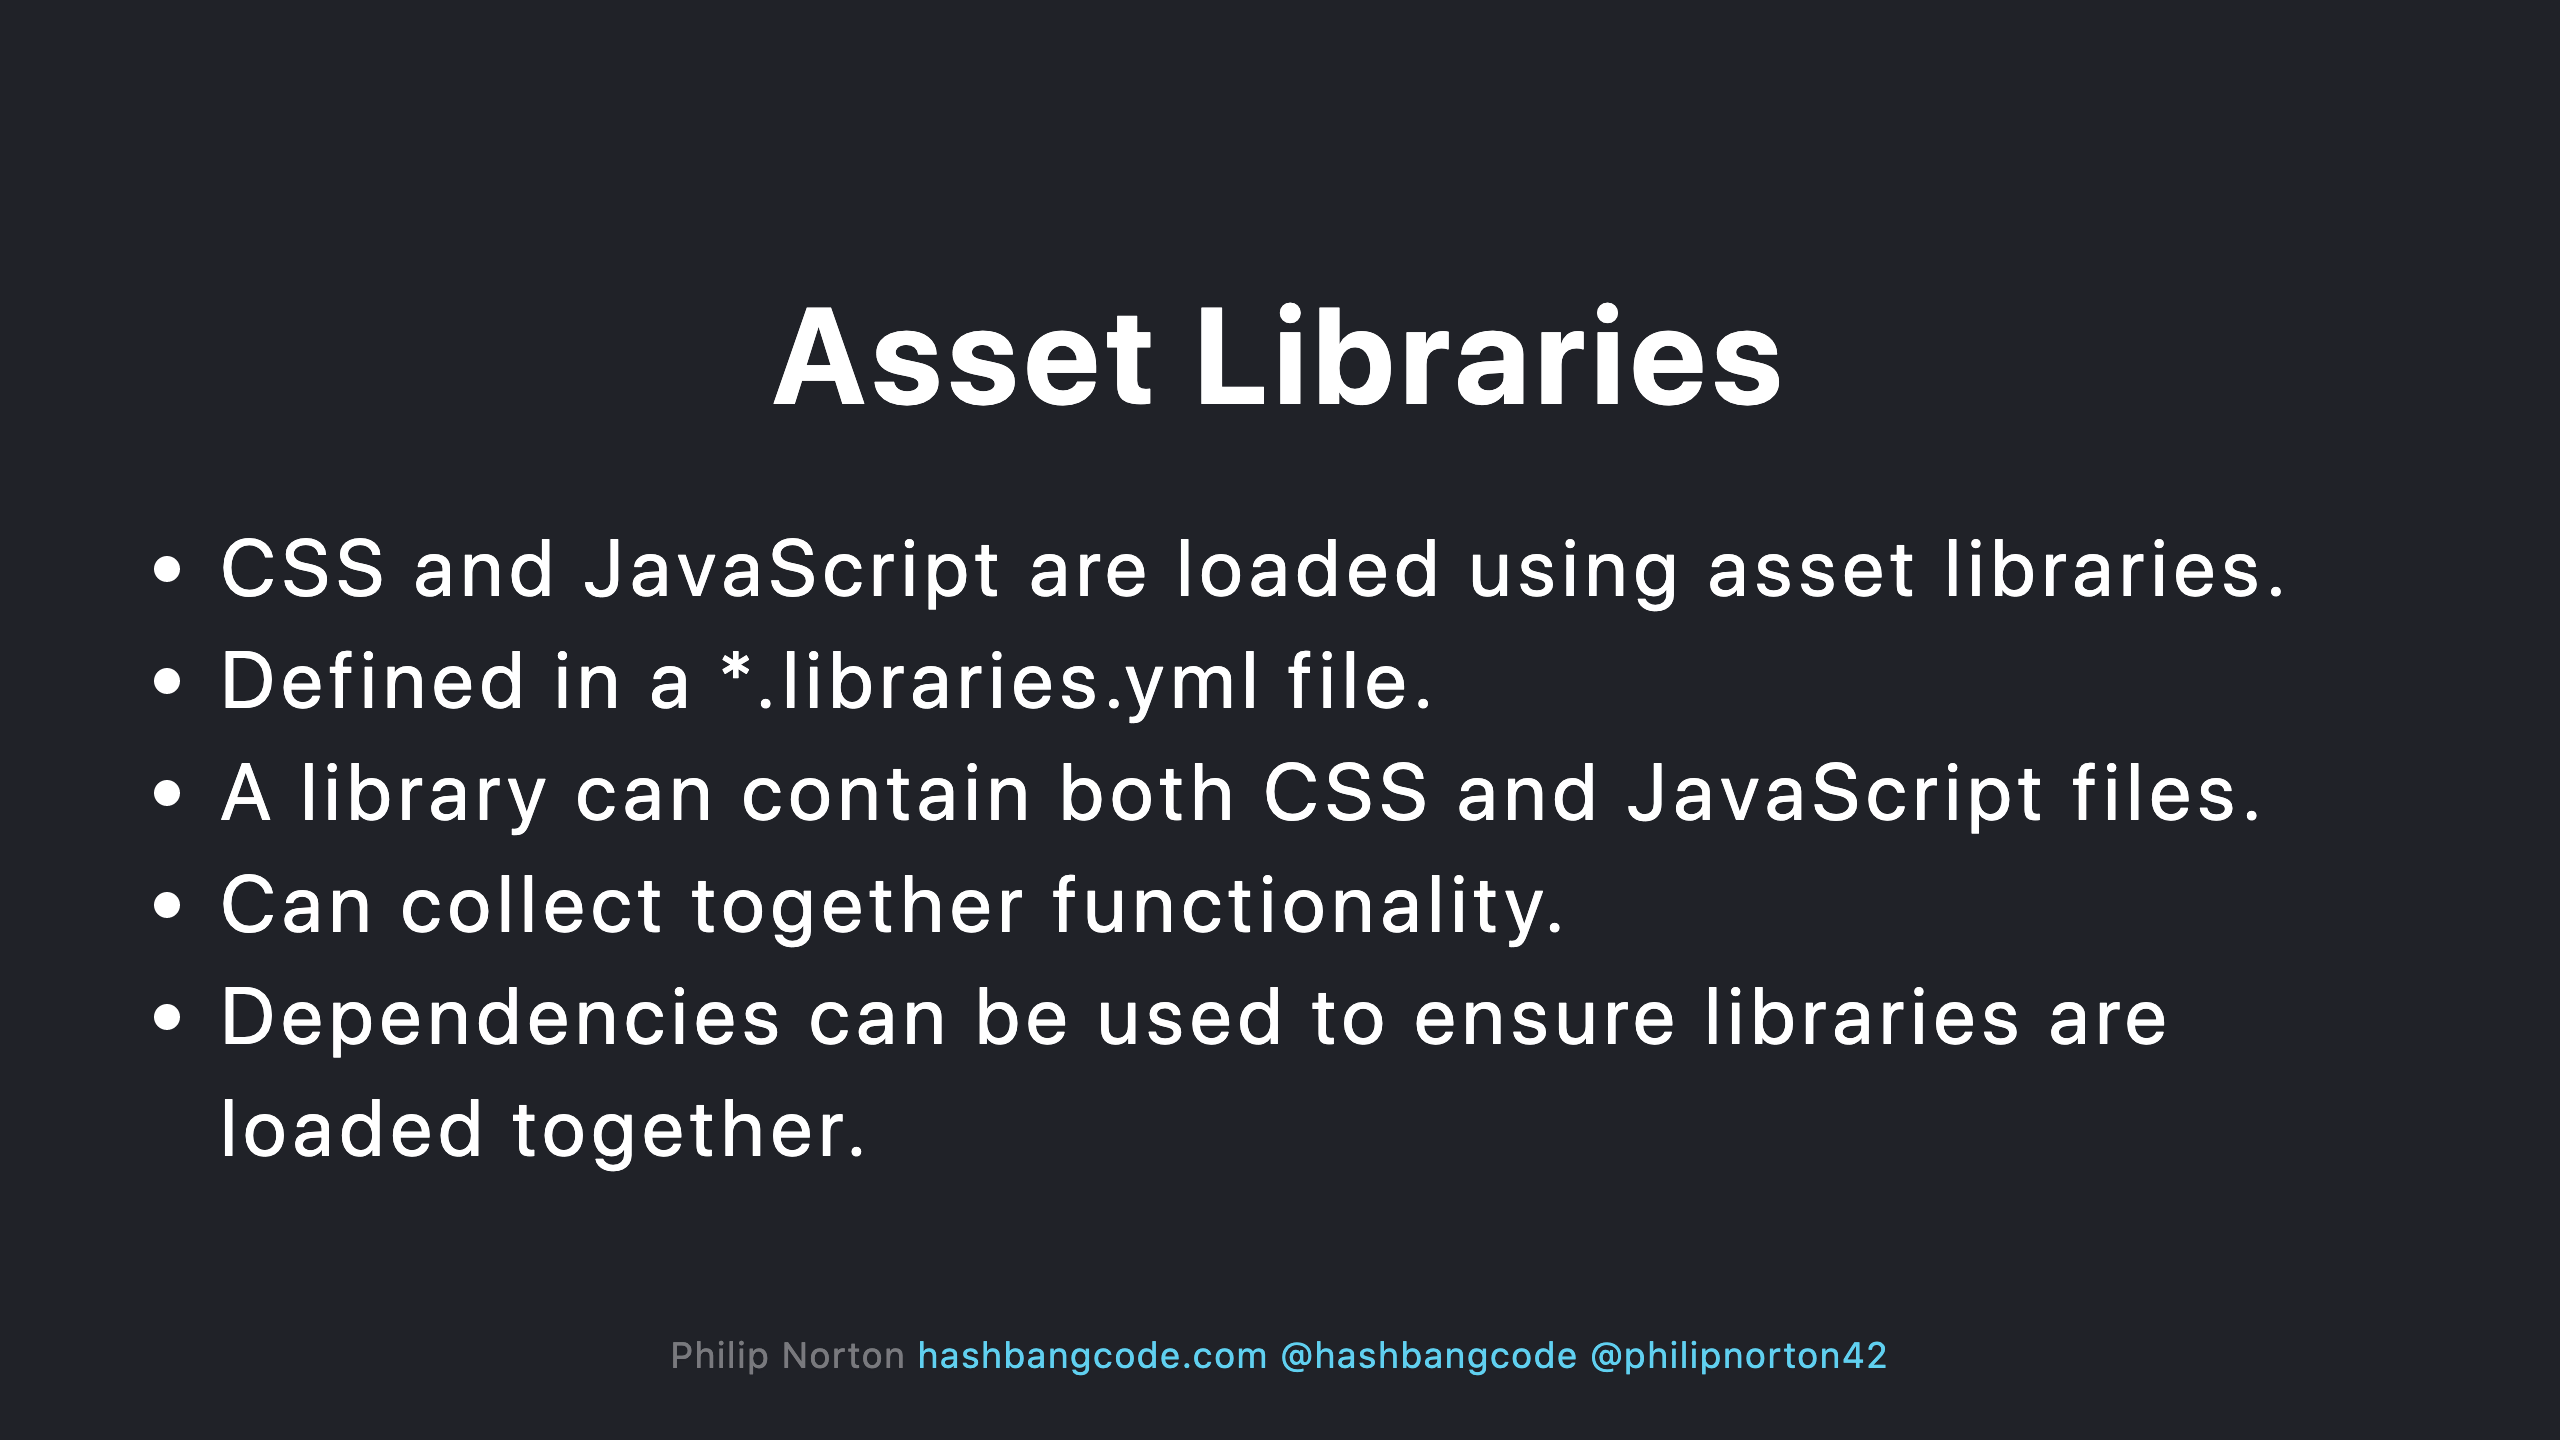 Asset Libraries
• CSS and JavaScript are loaded using asset libraries.
• Defined in a *.libraries.yml file.
• A library can contain both CSS and JavaScript files.
• Can collect together functionality.
• Dependencies can be used to ensure libraries are
loaded together.
Philip Norton hashbangcode.com @hashbangcode @philipnorton42